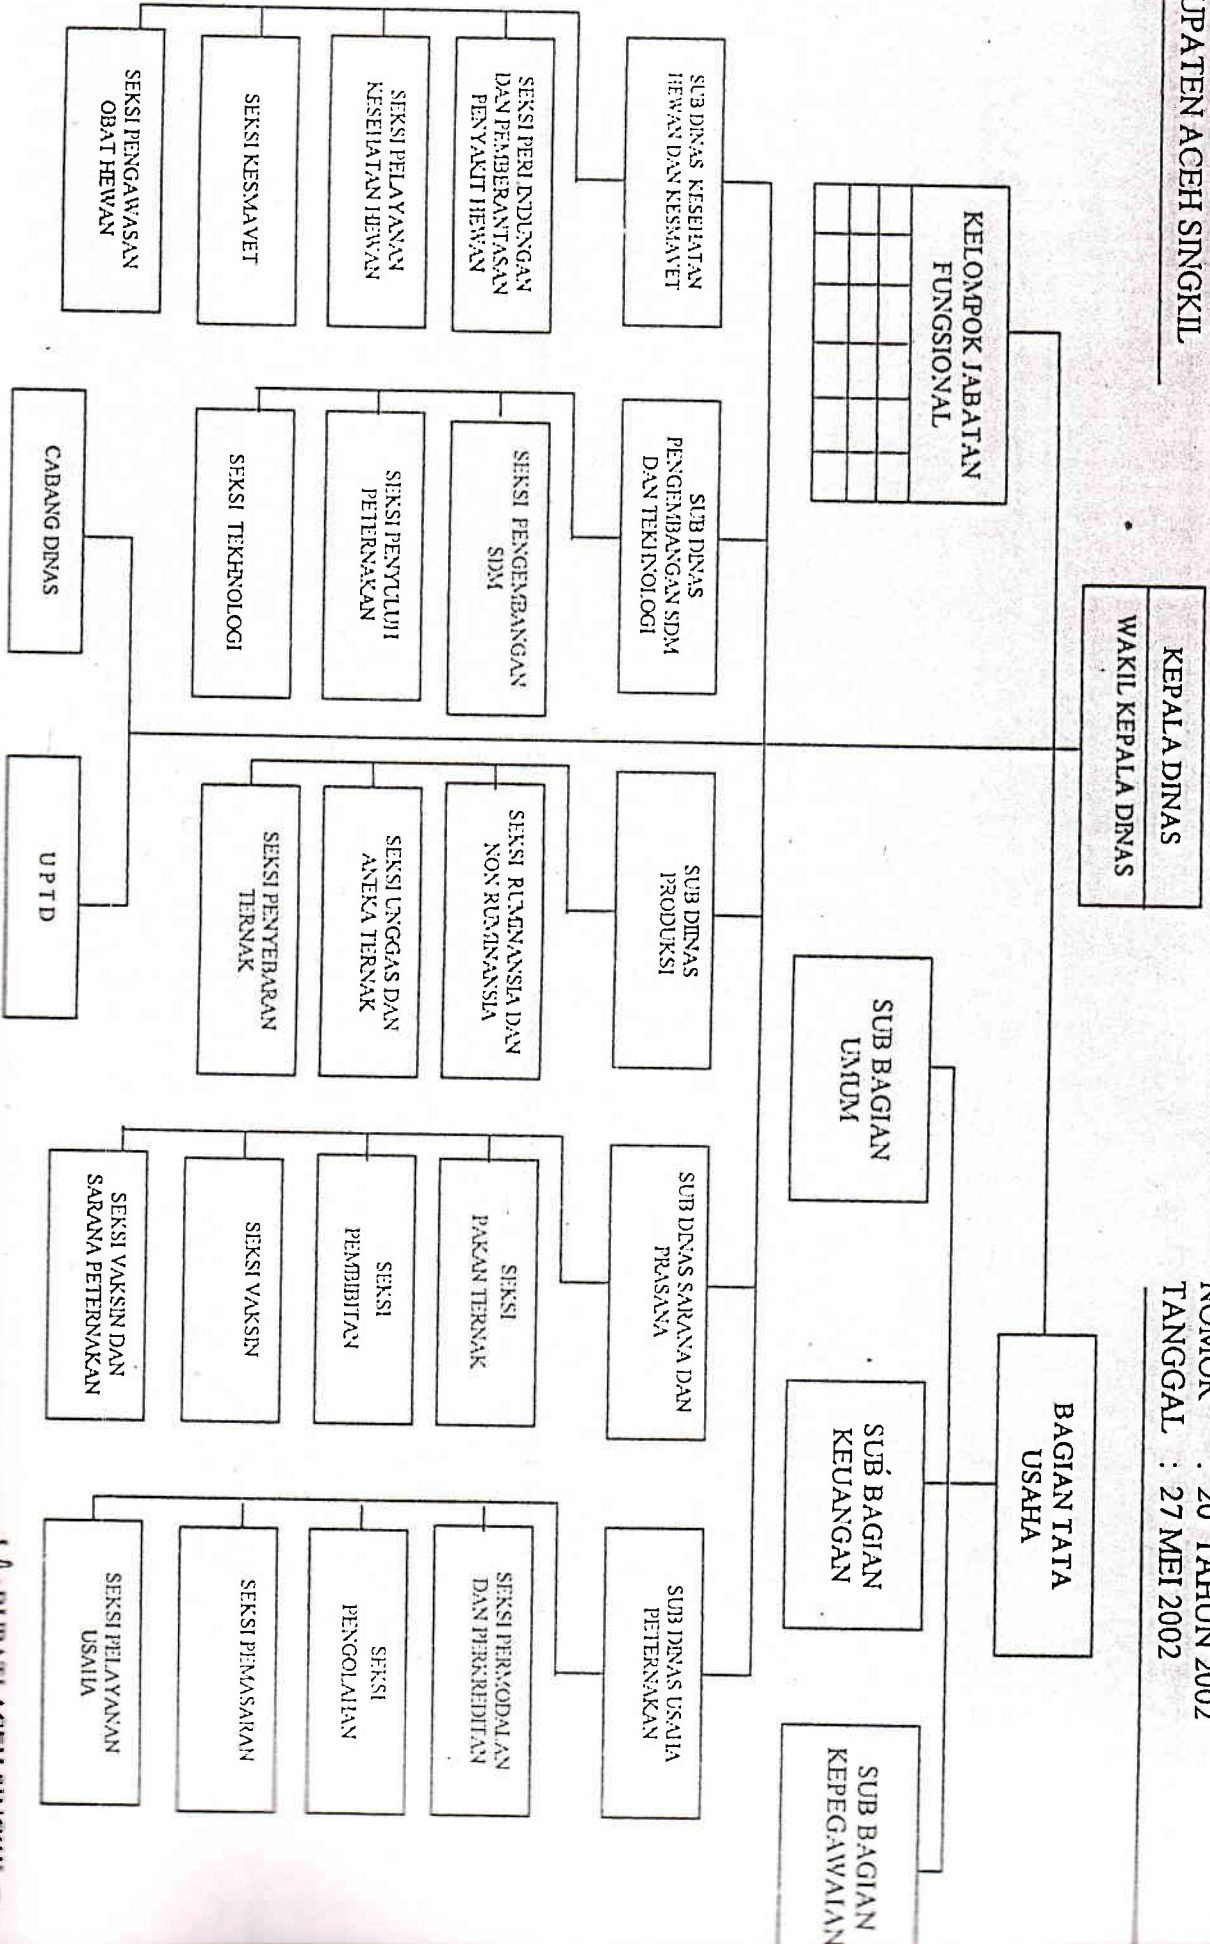 UPATEN ACEH SINGKIL
NOMOR : 20 TAHUN 2002
TANGGAL : 27 MEI 2002
KEPALA DINAS
WAKIL KEPALA DINAS
KELOMPOK JABATAN
FUNGSIONAL
BAGIAN TATA
USAHA
SUB BAGIAN
UMUM
SUB BAGIAN
KEUANGAN
SUB BAGIAN
KEPEGAWAIAN
SUB DINAS KESEHATAN
HEWAN DAN KESMAVET
SUB DINAS
PENGEMBANGAN SDM
DAN TEKHNOLOGI
SUB DIINAS
PRODUKSI
SUB DINAS SARANA DAN
PRASANA
SUB DINAS USAHA
PETERNAKAN
SEKSI PERLINDUNGAN
DAN PEMBERANTASAN
PENYAKIT HEWAN
SEKSI PENGEMBANGAN
SDM
SEKSI RUMINANSIA DAN
NON RUMINANSIA
SEKSI
PAKAN TERNAK
SEKSI PERMODALAN
DAN PERKREDITAN
SEKSI PELAYANAN
KESEHATAN HEWAN
SEKSI PENYULUH
PETERNAKAN
SEKSI UNGGAS DAN
ANEKA TERNAK
SEKSI
PEMBIBITAN
SEKSI
PENGOLAHAN
SEKSI KESMAVET
SEKSI TEKHNOLOGI
SEKSI PENYEBARAN
TERNAK
SEKSI VAKSIN
SEKSI PEMASARAN
SEKSI PENGAWASAN
OBAT HEWAN
SEKSI VAKSIN DAN
SARANA PETERNAKAN
SEKSI PELAYANAN
USAHA
CABANG DINAS
U P T D